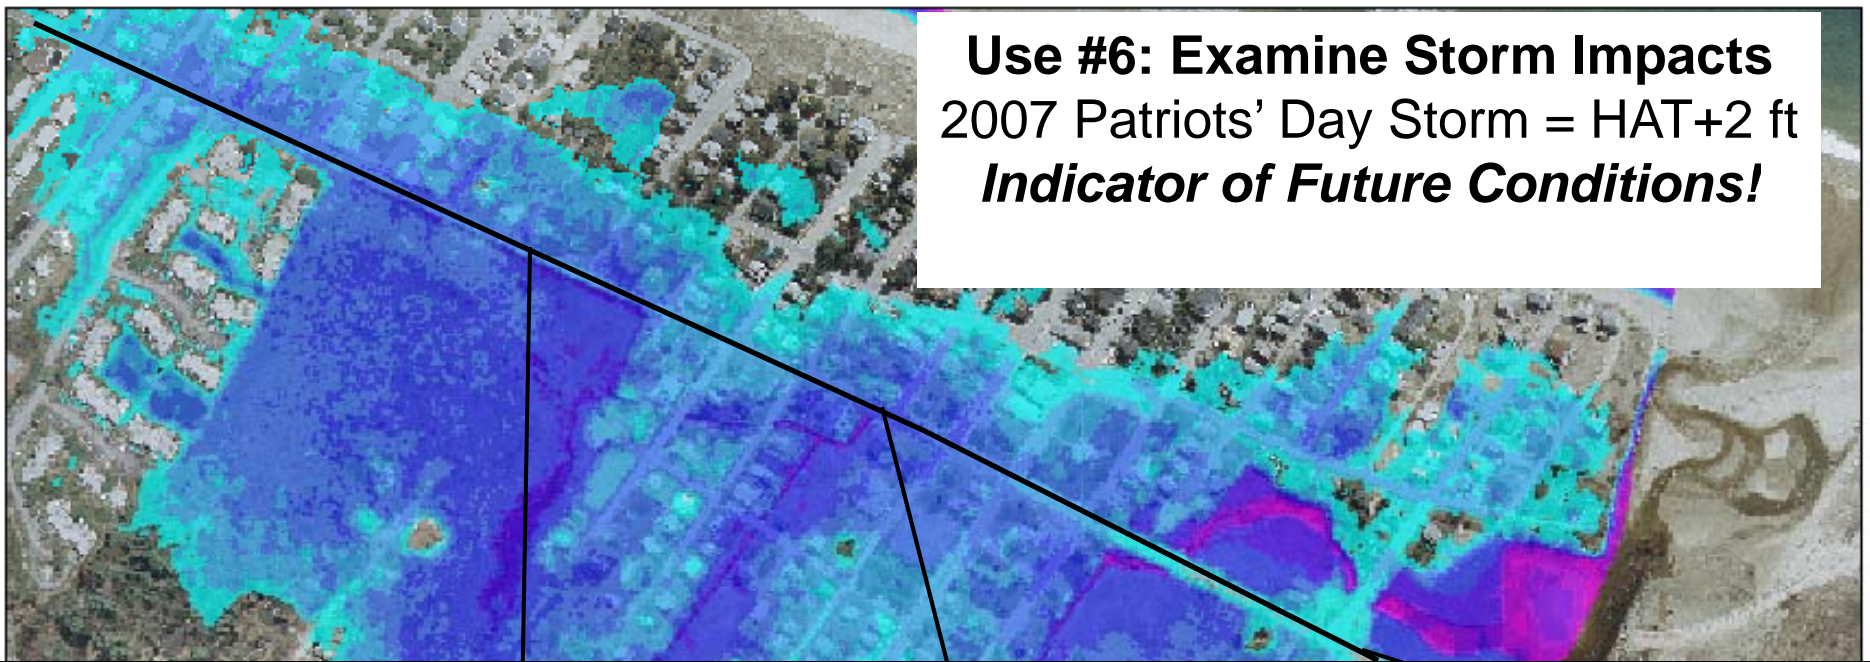 Use #6: Examine Storm Impacts
2007 Patriots’ Day Storm = HAT+2 ft
Indicator of Future Conditions!